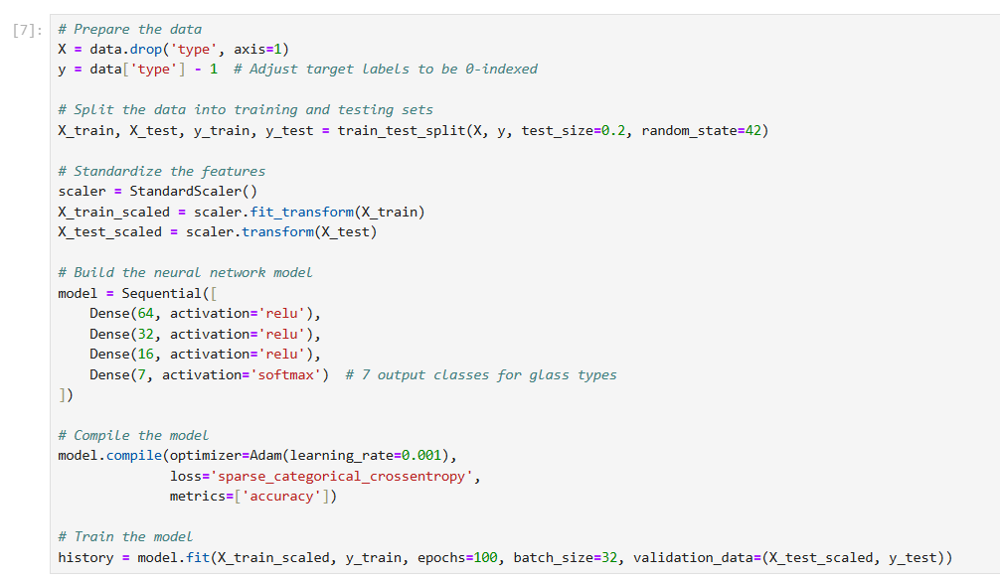 [7]:
# Prepare the data
X = data.drop('type', axis=1)
y = data['type'] - 1  # Adjust target labels to be 0-indexed
# Split the data into training and testing sets
X_train, X_test, y_train, y_test = train_test_split(X, y, test_size=0.2, random_state=42)
# Standardize the features
scaler = StandardScaler()
X_train_scaled = scaler.fit_transform(X_train)
X_test_scaled = scaler.transform(X_test)
# Build the neural network model
model = Sequential([
    Dense(64, activation='relu'),
    Dense(32, activation='relu'),
    Dense(16, activation='relu'),
    Dense(7, activation='softmax')  # 7 output classes for glass types
])
# Compile the model
model.compile(optimizer=Adam(learning_rate=0.001),
              loss='sparse_categorical_crossentropy',
              metrics=['accuracy'])
# Train the model
history = model.fit(X_train_scaled, y_train, epochs=100, batch_size=32, validation_data=(X_test_scaled, y_test))